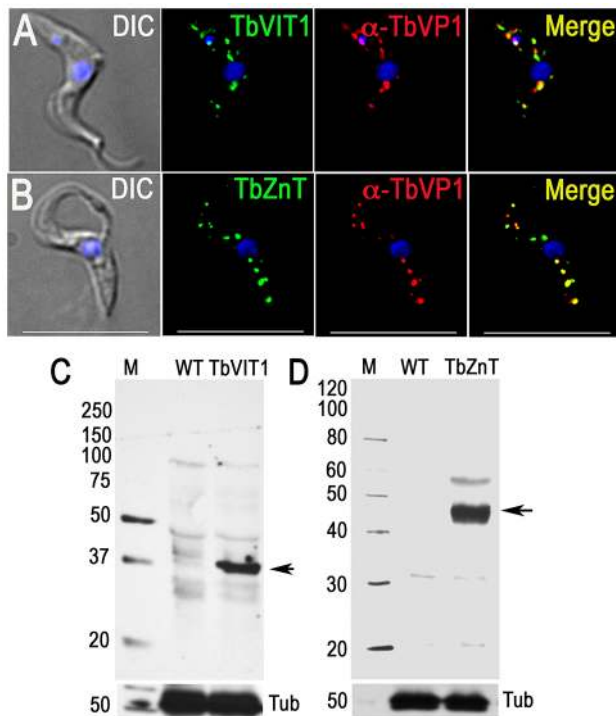 A DIC TbVIT1 α-TbVP1 Merge
B DIC TbZnT α-TbVP1 Merge
C M WT TbVIT1
250
150
100
75
50
37
20
50 Tub
D M WT TbZnT
120
100
80
60
50
40
30
20
50 Tub